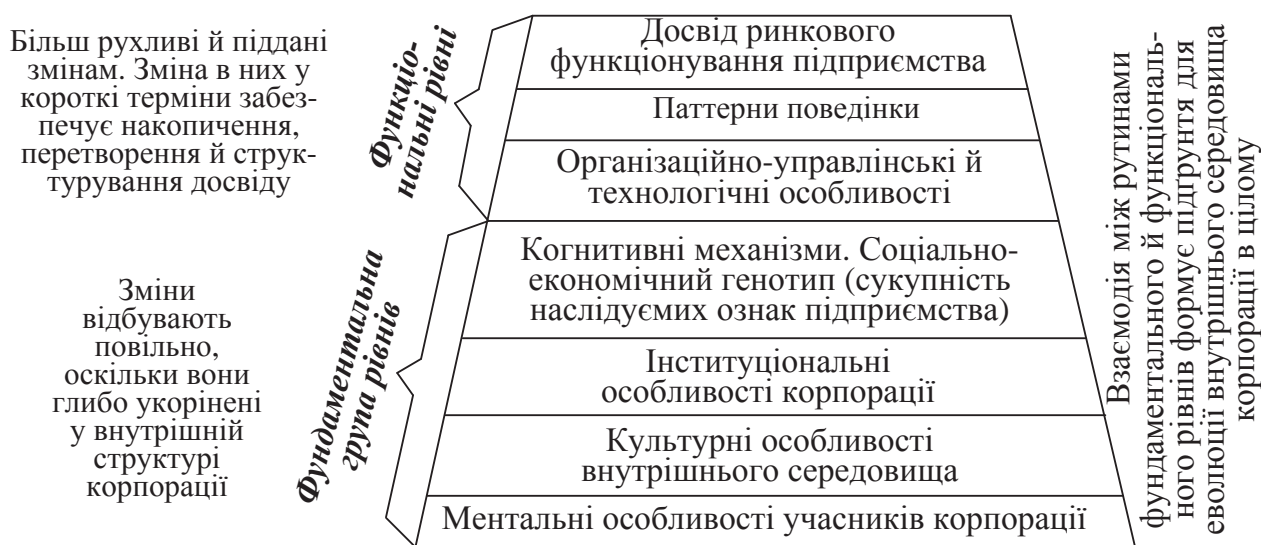 Більш рухливі й піддані
змінам. Зміна в них у
короткі терміни забез-
печує накопичення,
перетворення й струк-
турування досвіду
Функціо-
нальні рівні
Досвід ринкового
функціонування підприємства
Паттерни поведінки
Організаційно-управлінські й
технологічні особливості
Зміни
відбувають
повільно,
оскільки вони
глибо укорінені
у внутрішній
структурі
корпорації
Фундаментальна
група рівнів
Когнитивні механізми. Соціально-
економічний генотип (сукупність
наслідуємих ознак підприємства)
Інституціональні
особливості корпорації
Культурні особливості
внутрішнього середовища
Ментальні особливості учасників корпорації
Взаємодія між рутинами
фундаментального й функціональ-
ного рівнів формує підґрунтя для
еволюції внутрішнього середовища
корпорації в цілому